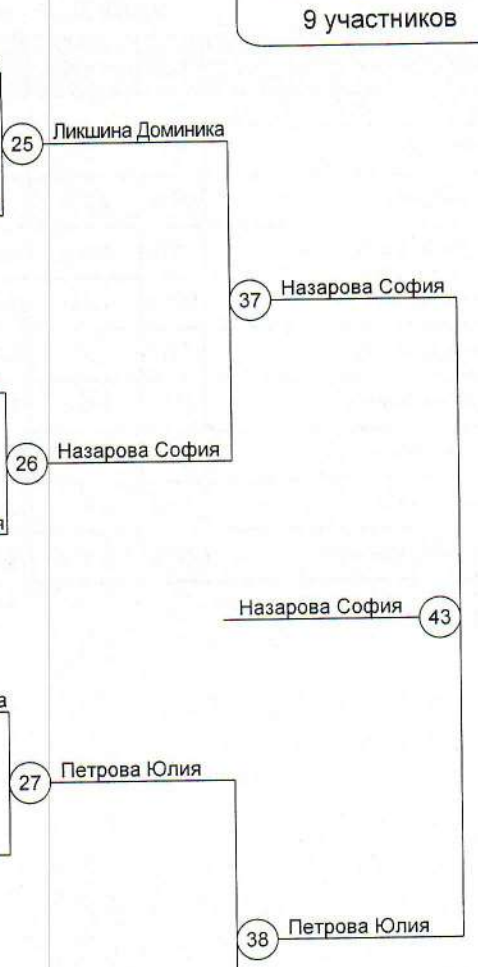 9 участников
25
Ликшина Доминика
37
Назарова София
26
Назарова София
Назарова София
43
27
Петрова Юлия
38
Петрова Юлия